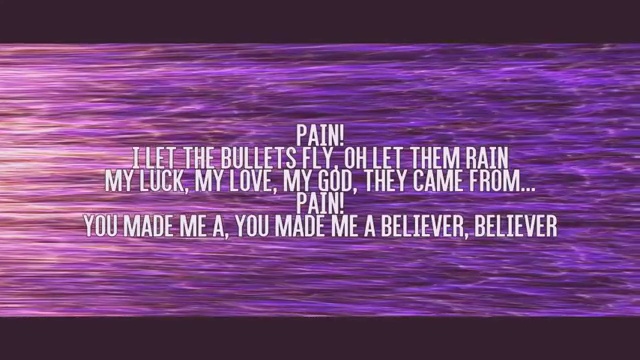 PAIN!
I LET THE BULLETS FLY, OH LET THEM RAIN
MY LUCK, MY LOVE, MY GOD, THEY CAME FROM...
PAIN!
YOU MADE ME A, YOU MADE ME A BELIEVER, BELIEVER